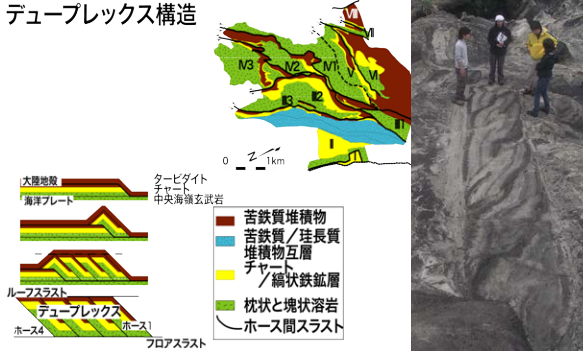 デュープレックス構造
Ⅷ
Ⅶ
Ⅳ3
Ⅳ2
Ⅳ1
Ⅴ
Ⅵ
Ⅲ3
Ⅲ2
Ⅲ1
Ⅱ
Ⅰ
0
Z
1km
大陸地殻
タービダイト
チャート
海洋プレート
中央海嶺玄武岩
苦鉄質堆積物
苦鉄質/珪長質
堆積物互層
チャート
/縞状鉄鉱層
枕状と塊状溶岩
ホース間スラスト
ルーフスラスト
デュープレックス
ホース4
ホース1
フロアスラスト